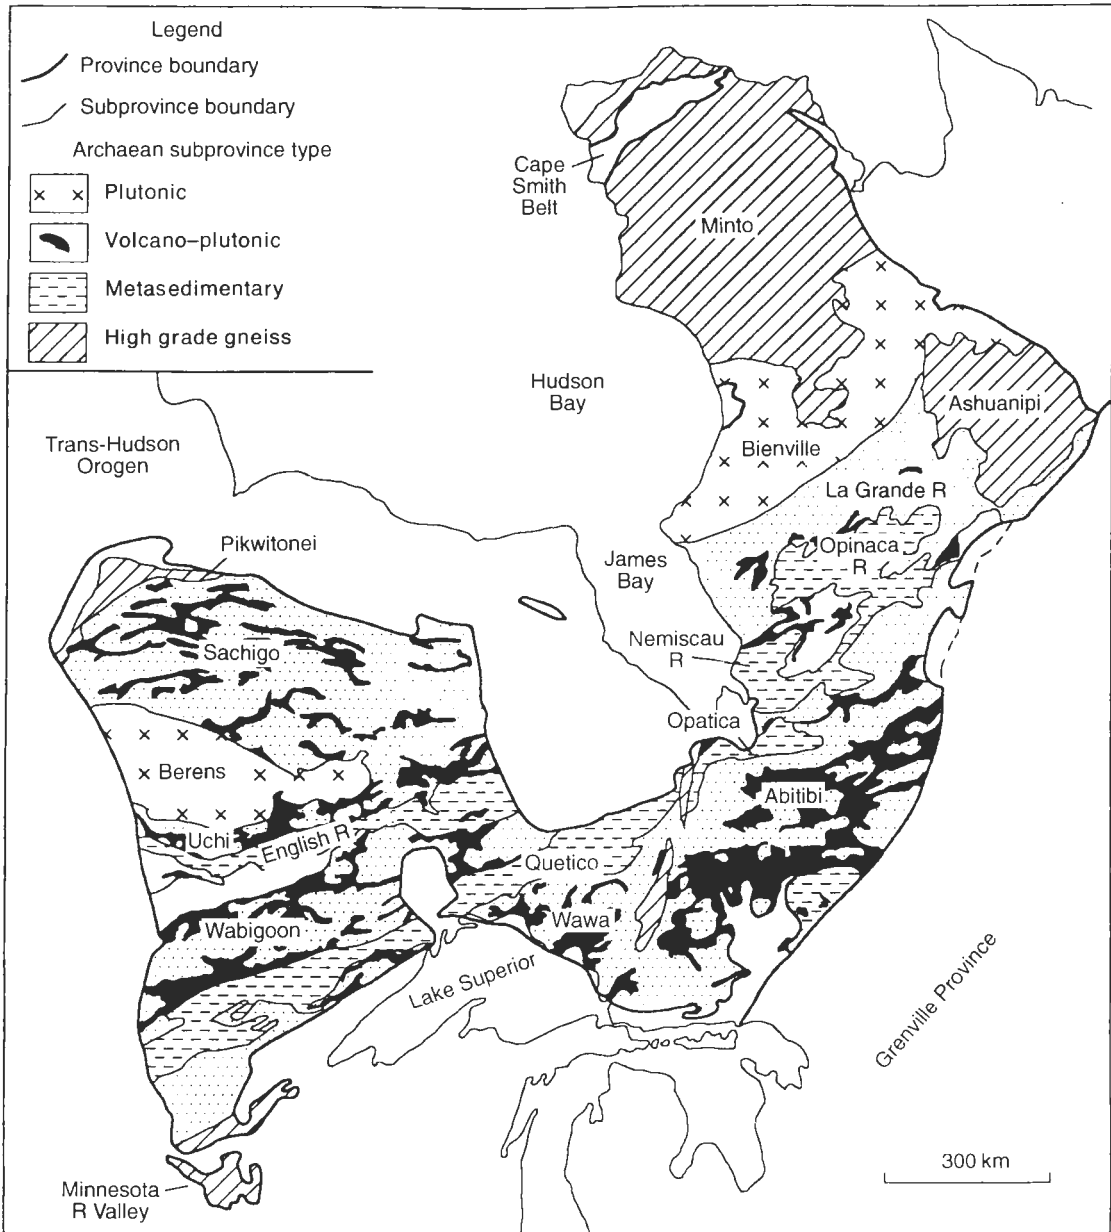 Legend
Province boundary
Subprovince boundary
Archaean subprovince type
Plutonic
Volcano–plutonic
Metasedimentary
High grade gneiss
Cape
Smith
Belt
Minto
Hudson
Bay
Ashuanipi
Trans-Hudson
Orogen
Bienville
La Grande R
Pikwitonei
Opinaca
R
James
Bay
Nemiscau
R
Sachigo
Opatica
Berens
Abitibi
Uchi
English R
Quetico
Wabigoon
Wawa
Lake Superior
Grenville Province
300 km
Minnesota
R Valley